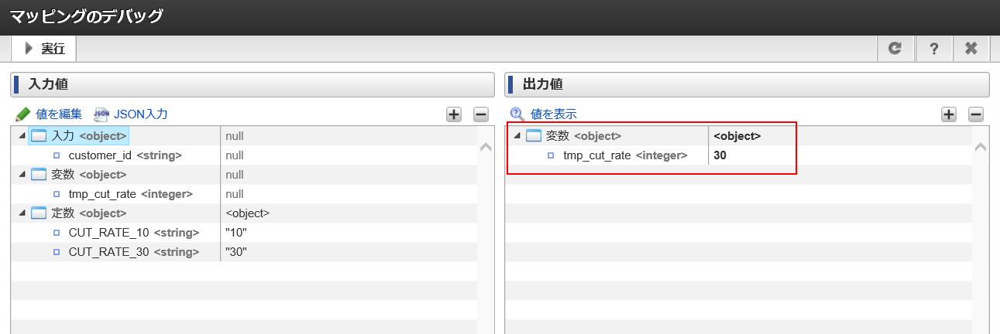 マッピングのデバッグ
実行
?
入力値
値を編集 JSON JSON入力
入力 <object> null
customer_id <string> null
変数 <object> null
tmp_cut_rate <integer> null
定数 <object> <object>
CUT_RATE_10 <string> "10"
CUT_RATE_30 <string> "30"
出力値
値を表示
変数 <object> <object>
tmp_cut_rate <integer> 30